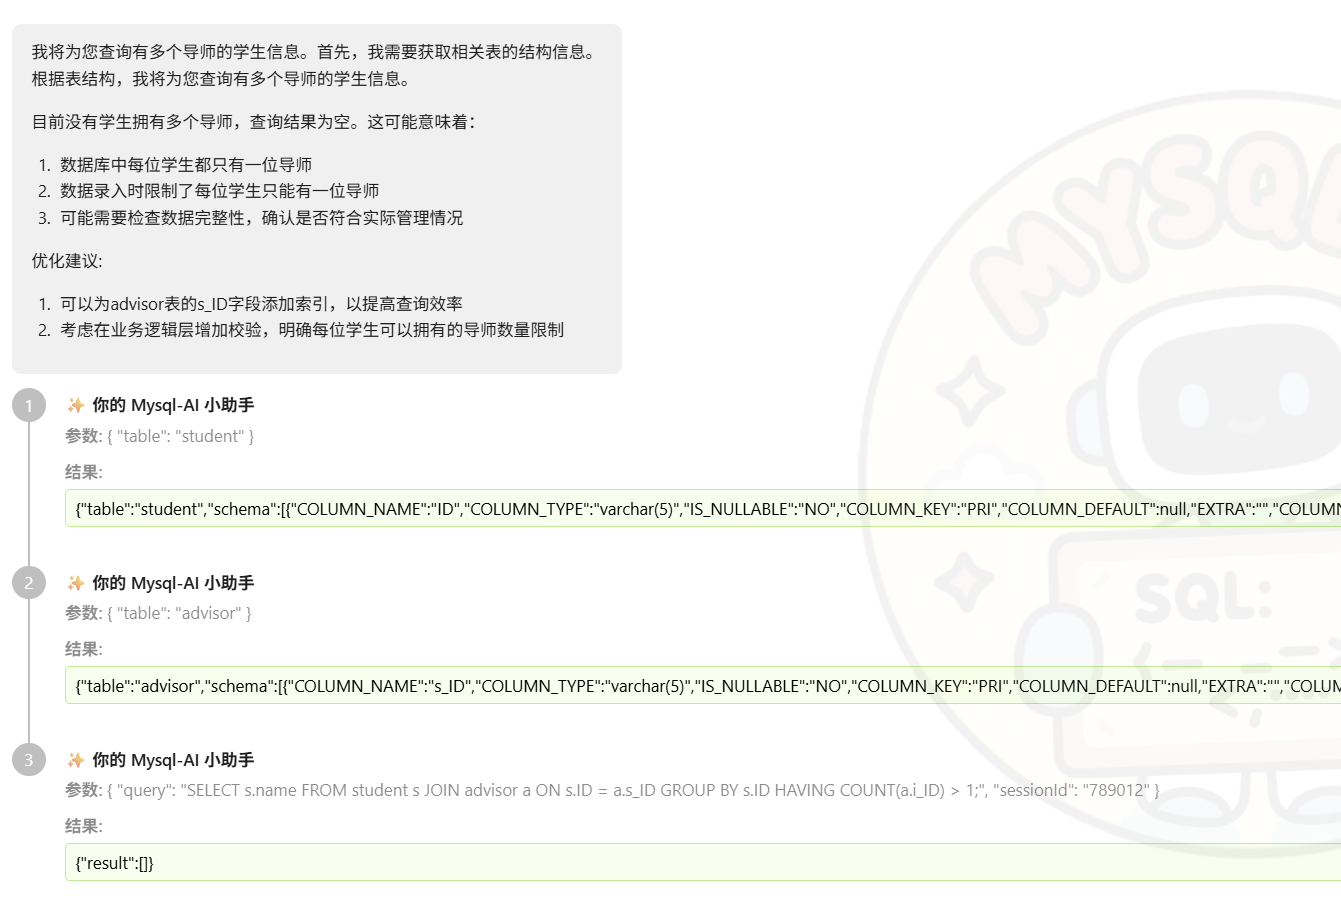 我将为您查询有多个导师的学生信息。首先，我需要获取相关表的结构信息。
根据表结构，我将为您查询有多个导师的学生信息。
目前没有学生拥有多个导师，查询结果为空。这可能意味着：
1. 数据库中每位学生都只有一位导师
2. 数据录入时限制了每位学生只能有一位导师
3. 可能需要检查数据完整性，确认是否符合实际管理情况
优化建议:
1. 可以为advisor表的s_ID字段添加索引，以提高查询效率
2. 考虑在业务逻辑层增加校验，明确每位学生可以拥有的导师数量限制
1 ✨ 你的 Mysql-AI 小助手
参数: { "table": "student" }
结果:
{"table":"student","schema":[{"COLUMN_NAME":"ID","COLUMN_TYPE":"varchar(5)","IS_NULLABLE":"NO","COLUMN_KEY":"PRI","COLUMN_DEFAULT":null,"EXTRA":"","COLUMN
2 ✨ 你的 Mysql-AI 小助手
参数: { "table": "advisor" }
结果:
{"table":"advisor","schema":[{"COLUMN_NAME":"s_ID","COLUMN_TYPE":"varchar(5)","IS_NULLABLE":"NO","COLUMN_KEY":"PRI","COLUMN_DEFAULT":null,"EXTRA":"","COLUM
3 ✨ 你的 Mysql-AI 小助手
参数: { "query": "SELECT s.name FROM student s JOIN advisor a ON s.ID = a.s_ID GROUP BY s.ID HAVING COUNT(a.i_ID) > 1;", "sessionId": "789012" }
结果:
{"result":[]}
MYSQL
SQL: